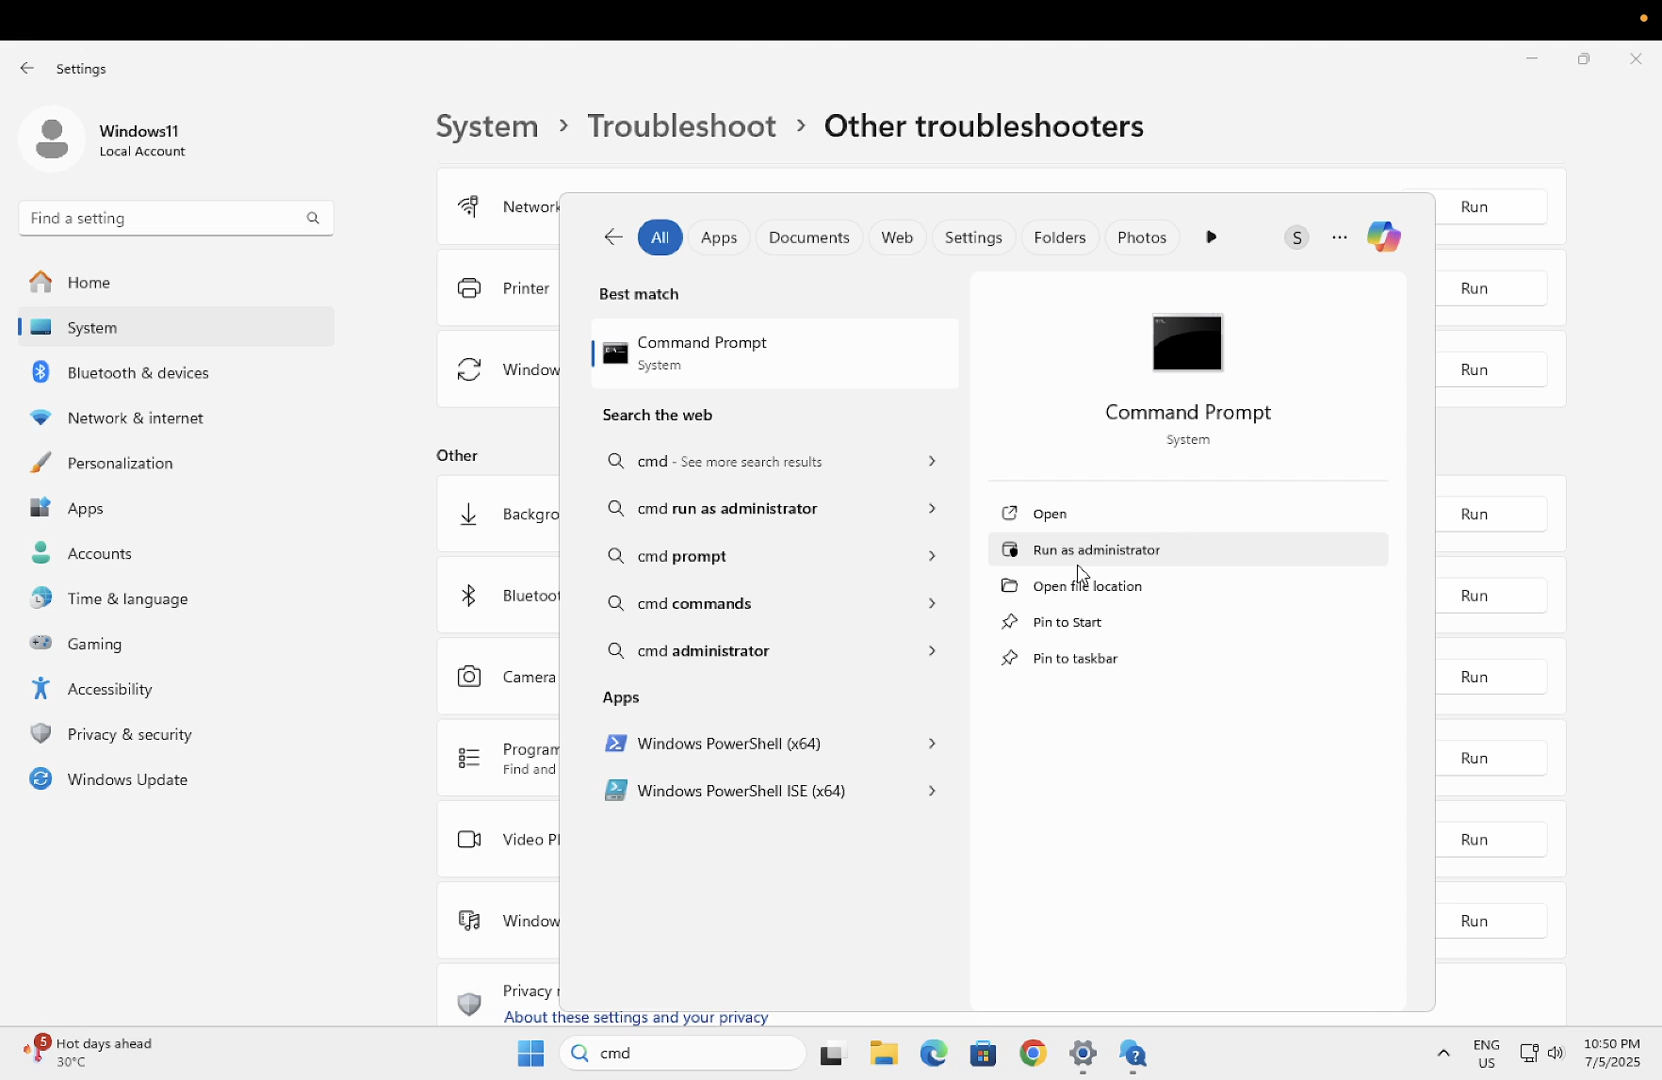 Settings
Windows11
Local Account
Find a setting
Home
System
Bluetooth & devices
Network & internet
Personalization
Apps
Accounts
Time & language
Gaming
Accessibility
Privacy & security
Windows Update
System > Troubleshoot > Other troubleshooters
Network
Run
Printer
Run
Window
Run
Other
Backgro
Run
Bluetoot
Run
Camera
Run
Program
Find and
Run
Video Pl
Run
Window
Run
Privacy r
About these settings and your privacy
All
Apps
Documents
Web
Settings
Folders
Photos
S
Best match
Command Prompt
System
Search the web
cmd - See more search results
cmd run as administrator
cmd prompt
cmd commands
cmd administrator
Apps
Windows PowerShell (x64)
Windows PowerShell ISE (x64)
Command Prompt
System
Open
Run as administrator
Open file location
Pin to Start
Pin to taskbar
5
Hot days ahead
30°C
cmd
ENG
US
10:50 PM
7/5/2025